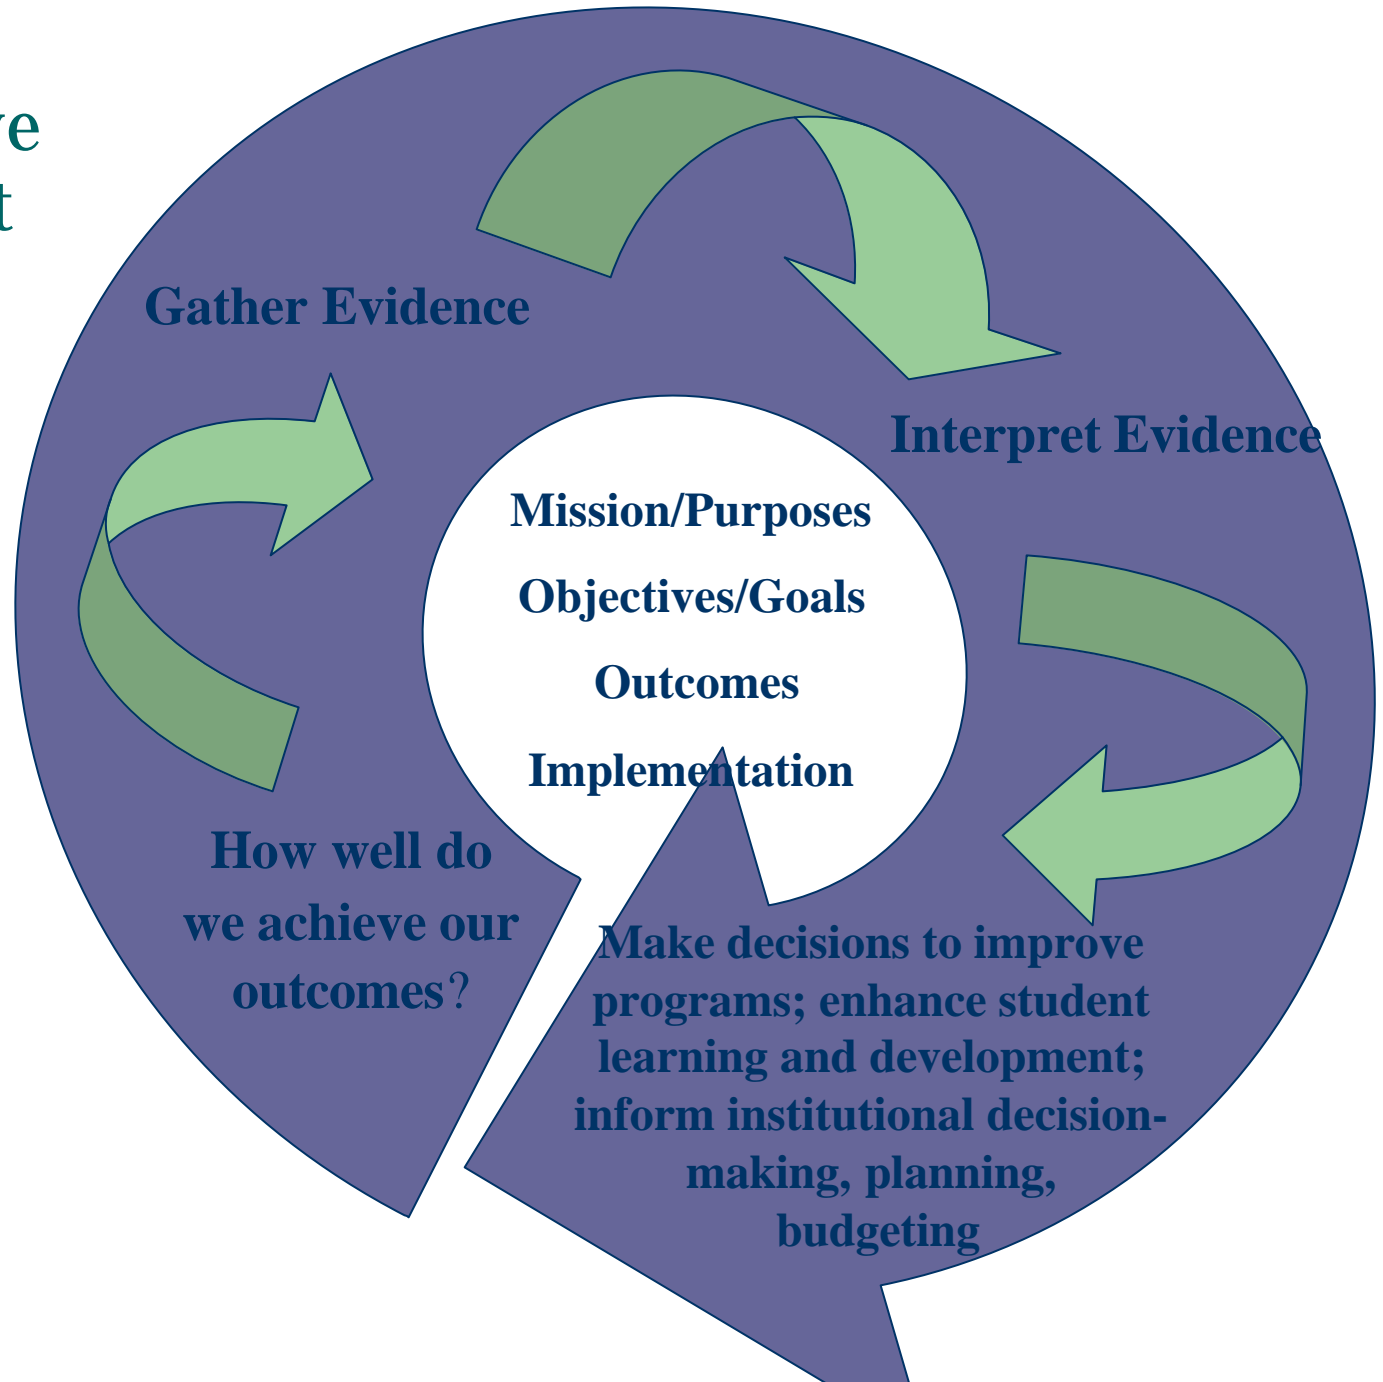 Gather Evidence
Interpret Evidence
Mission/Purposes
Objectives/Goals
Outcomes
Implementation
How well do
we achieve our
outcomes?
Make decisions to improve
programs; enhance student
learning and development;
inform institutional decision-
making, planning,
budgeting